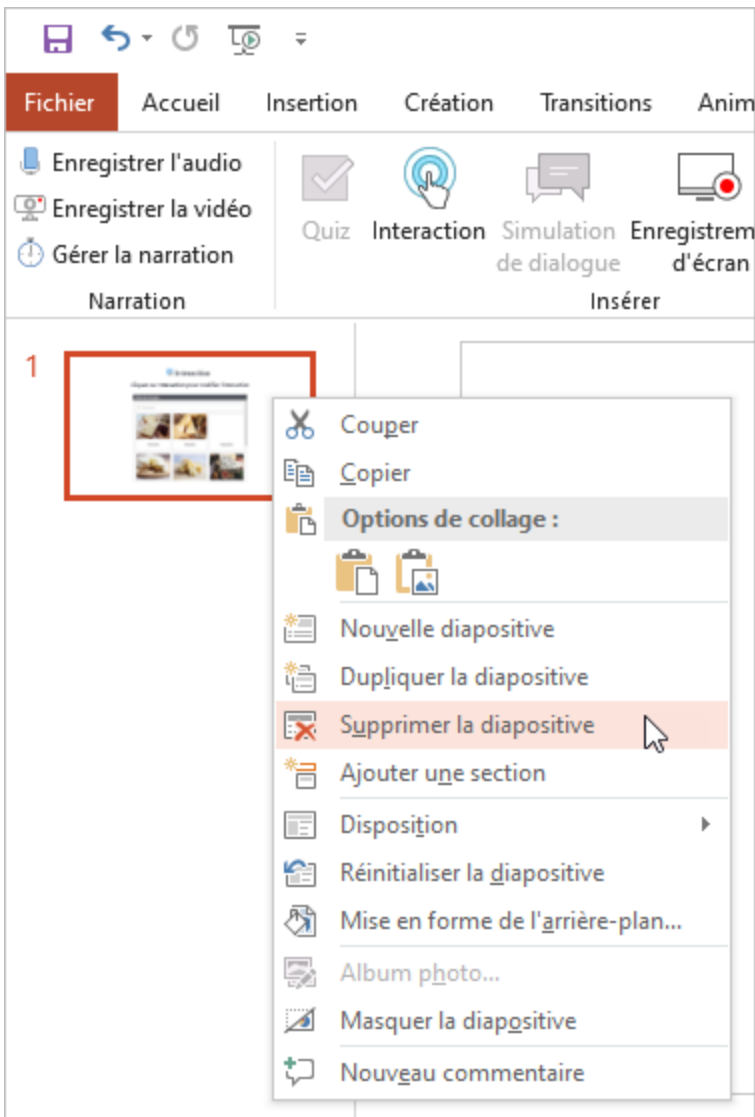 Fichier Accueil Insertion Création Transitions Anim
Enregistrer l'audio
Enregistrer la vidéo
Gérer la narration
Narration
Quiz
Interaction
Simulation
de dialogue
Enregistrem
d'écran
Insérer
1
Couper
Copier
Options de collage :
Nouvelle diapositive
Dupliquer la diapositive
Supprimer la diapositive
Ajouter une section
Disposition
Réinitialiser la diapositive
Mise en forme de l'arrière-plan...
Album photo...
Masquer la diapositive
Nouveau commentaire